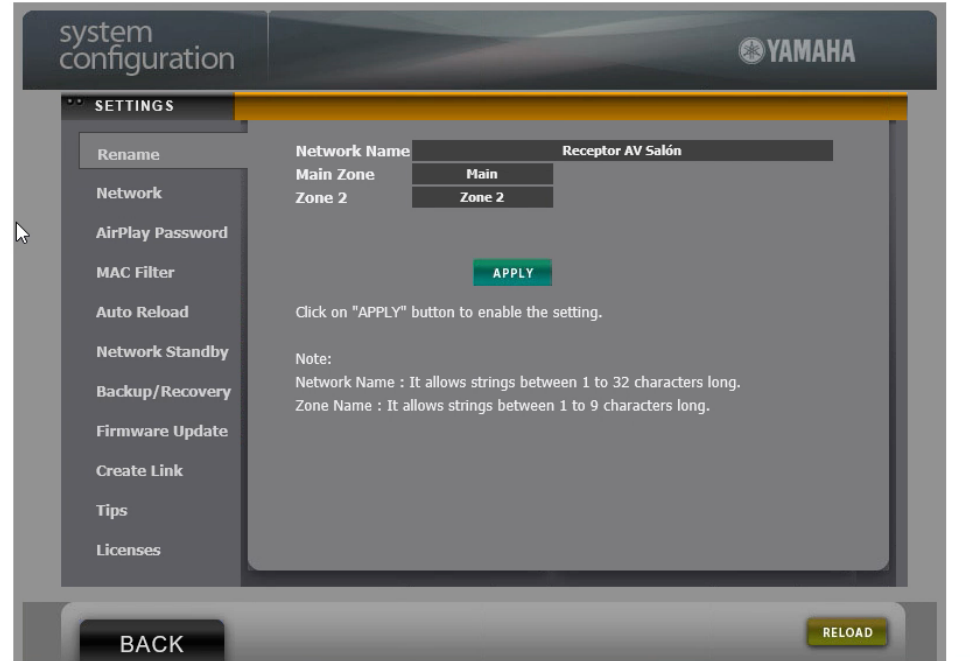 system
configuration
YAMAHA
SETTINGS
Rename
Network
AirPlay Password
MAC Filter
Auto Reload
Network Standby
Backup/Recovery
Firmware Update
Create Link
Tips
Licenses
Network Name Receptor AV Salón
Main Zone Main
Zone 2 Zone 2
APPLY
Click on "APPLY" button to enable the setting.
Note:
Network Name : It allows strings between 1 to 32 characters long.
Zone Name : It allows strings between 1 to 9 characters long.
BACK
RELOAD